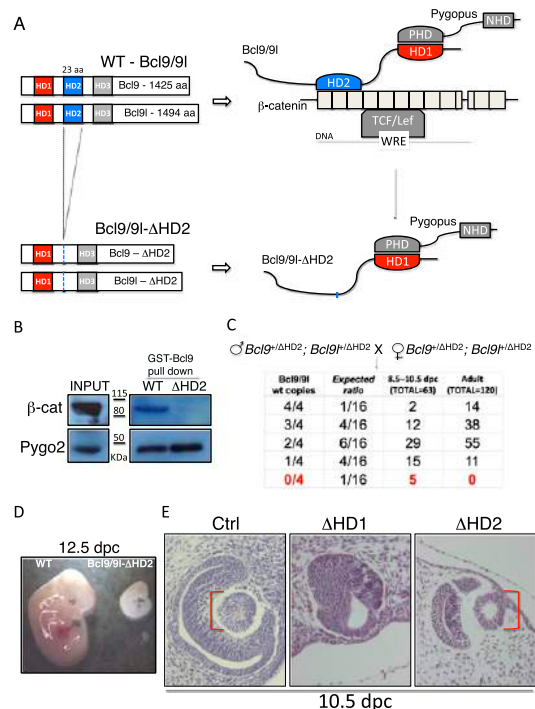 A
WT - Bcl9/9l
23 aa
HD1 HD2 HD3 Bcl9 - 1425 aa
HD1 HD2 HD3 Bcl9l - 1494 aa
Pygopus
NHD
PHD
HD1
HD2
β-catenin
TCF/Lef
DNA
WRE
Bcl9/9l-ΔHD2
HD1 HD3 Bcl9 – ΔHD2
HD1 HD3 Bcl9l – ΔHD2
Pygopus
NHD
PHD
HD1
Bcl9/9l-ΔHD2
B
GST-Bcl9
pull down
INPUT WT ΔHD2
β-cat 115
80
Pygo2 50
KDa
C
♂Bcl9+/ΔHD2; Bcl9l+/ΔHD2 X ♀Bcl9+/ΔHD2; Bcl9l+/ΔHD2
Bcl9/9l wt copies Expected ratio 8.5–10.5 dpc (TOTAL=63) Adult (TOTAL=120)
4/4 1/16 2 14
3/4 4/16 12 38
2/4 6/16 29 55
1/4 4/16 15 11
0/4 1/16 5 0
D
12.5 dpc
WT Bcl9/9l-ΔHD2
E
Ctrl ΔHD1 ΔHD2
10.5 dpc